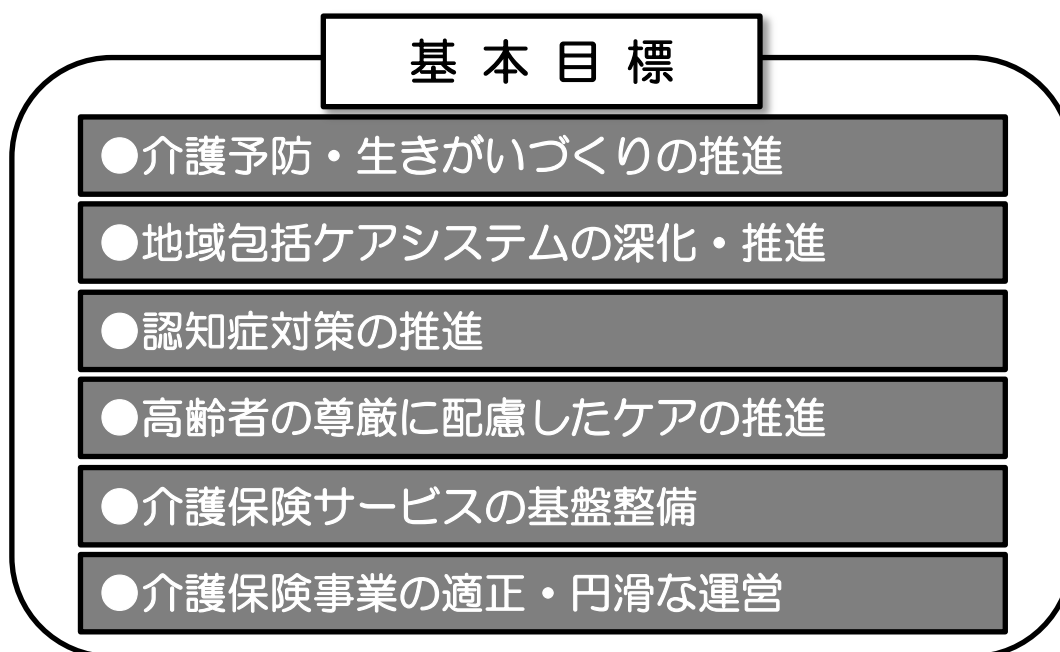 基本目標
●介護予防・生きがいづくりの推進
●地域包括ケアシステムの深化・推進
●認知症対策の推進
●高齢者の尊厳に配慮したケアの推進
●介護保険サービスの基盤整備
●介護保険事業の適正・円滑な運営